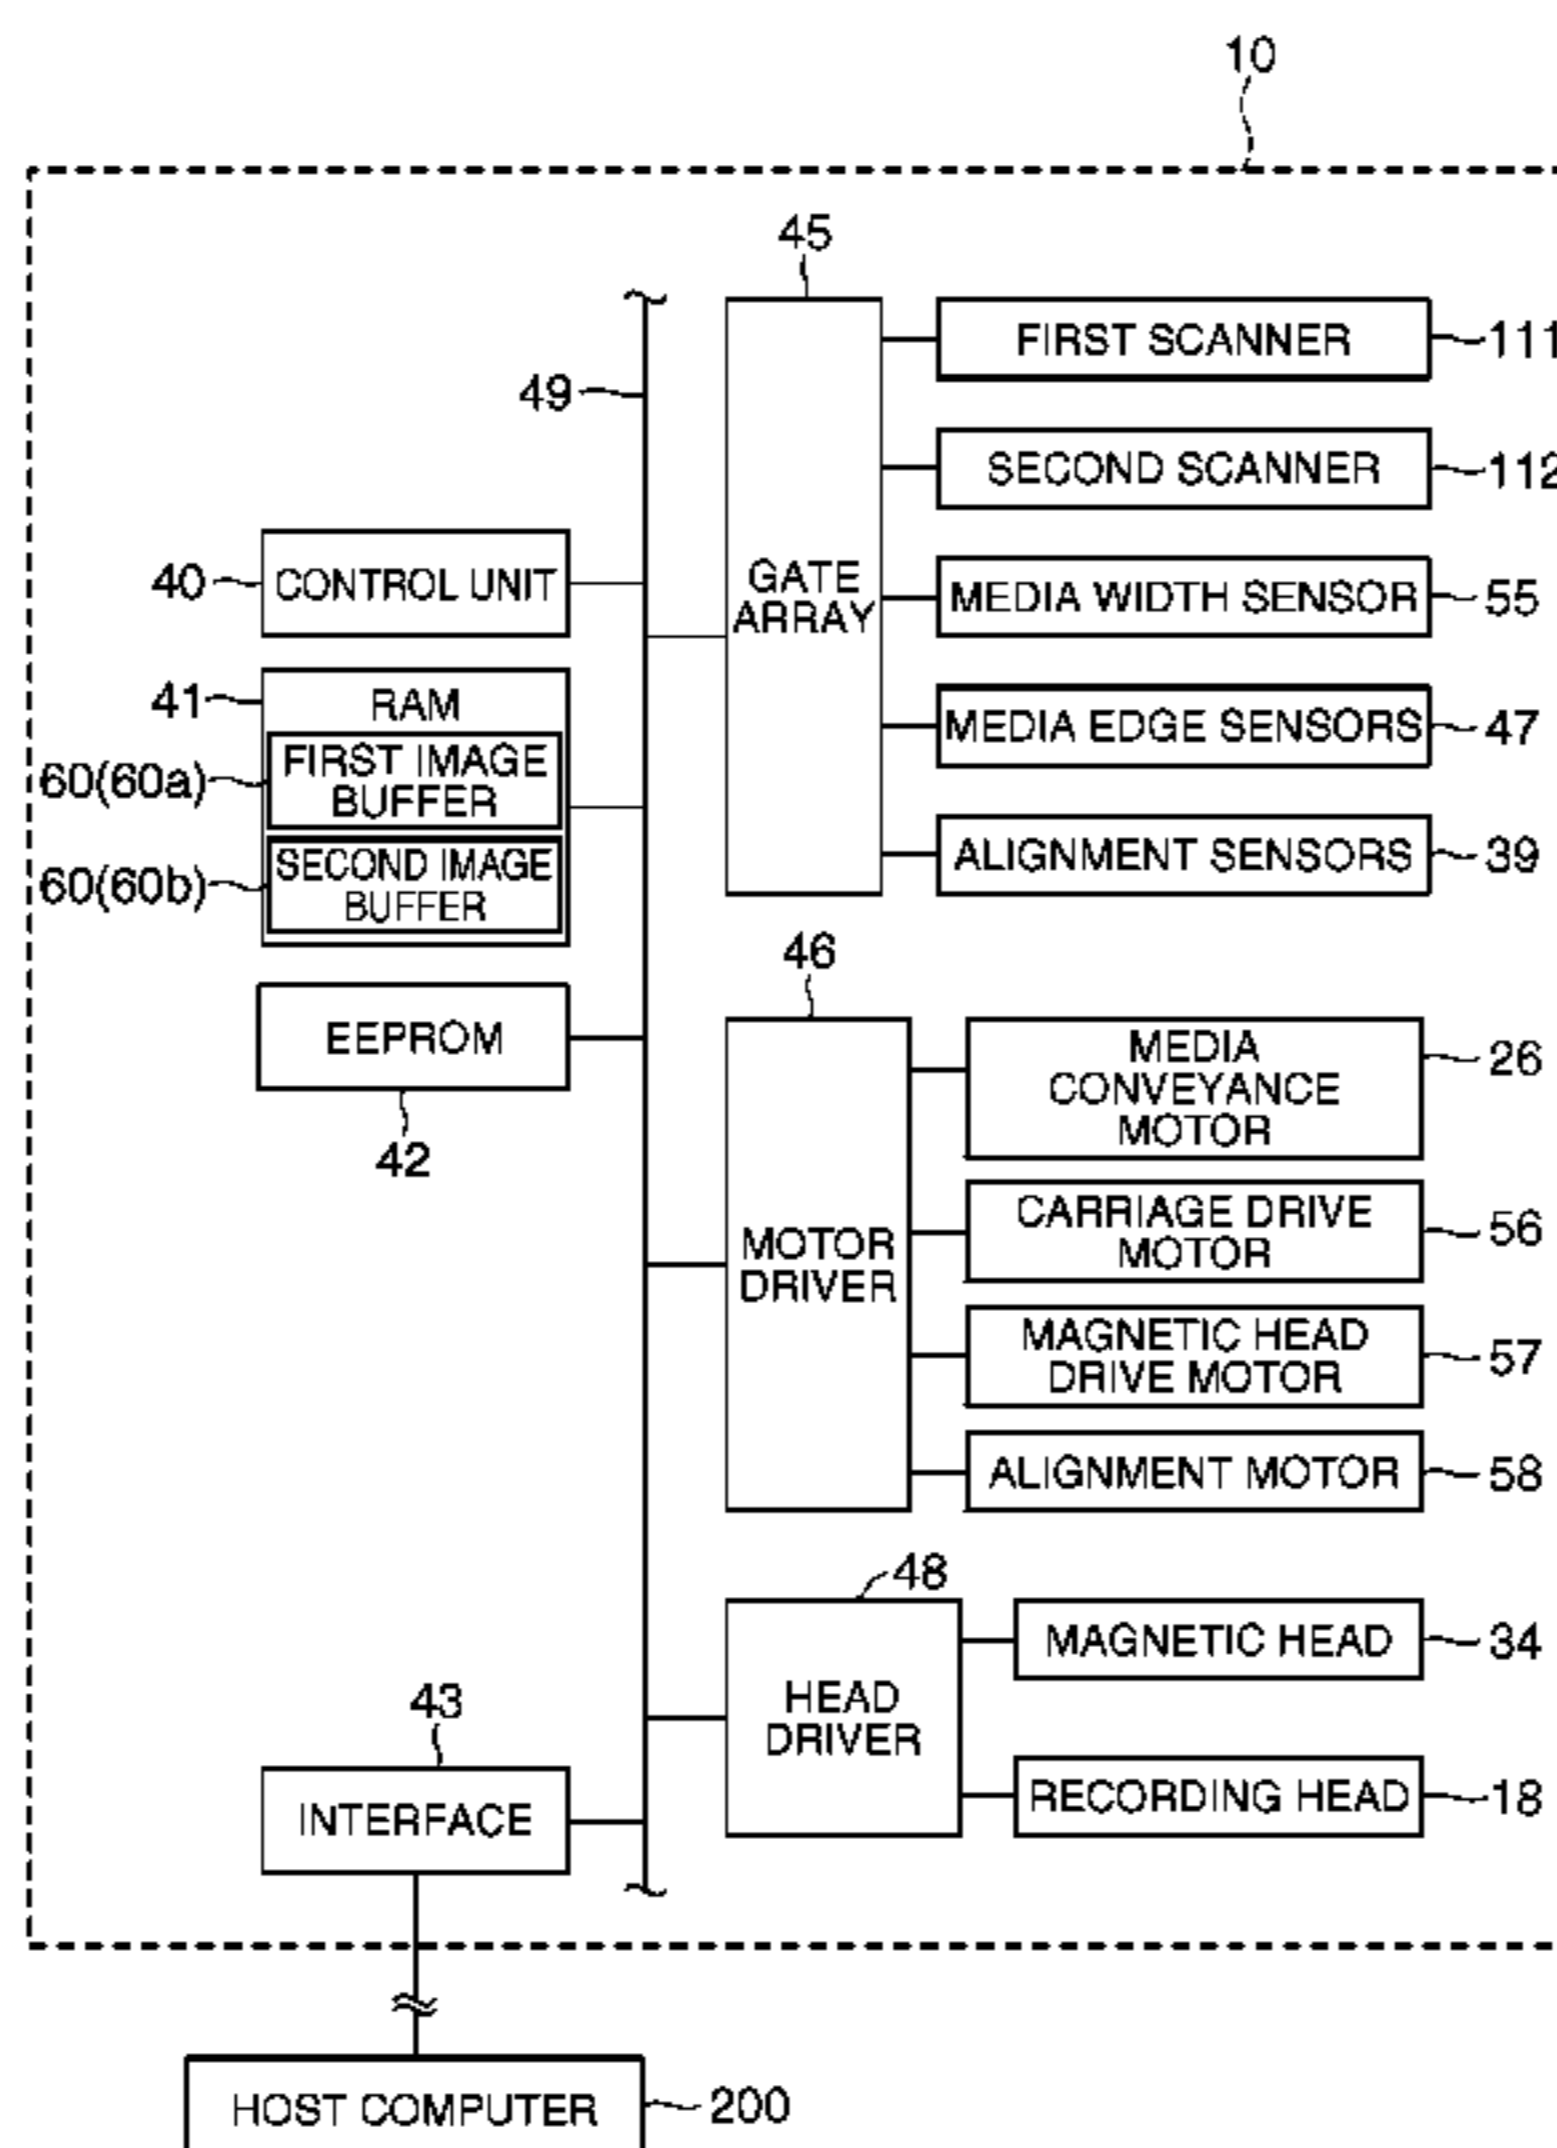 10
45
FIRST SCANNER
111
49
SECOND SCANNER
112
40
CONTROL UNIT
GATE
ARRAY
MEDIA WIDTH SENSOR
55
41
RAM
MEDIA EDGE SENSORS
47
60(60a)
FIRST IMAGE
BUFFER
60(60b)
SECOND IMAGE
BUFFER
ALIGNMENT SENSORS
39
46
EEPROM
42
MEDIA
CONVEYANCE
MOTOR
26
MOTOR
DRIVER
CARRIAGE DRIVE
MOTOR
56
MAGNETIC HEAD
DRIVE MOTOR
57
ALIGNMENT MOTOR
58
48
MAGNETIC HEAD
34
HEAD
DRIVER
43
INTERFACE
RECORDING HEAD
18
HOST COMPUTER
200